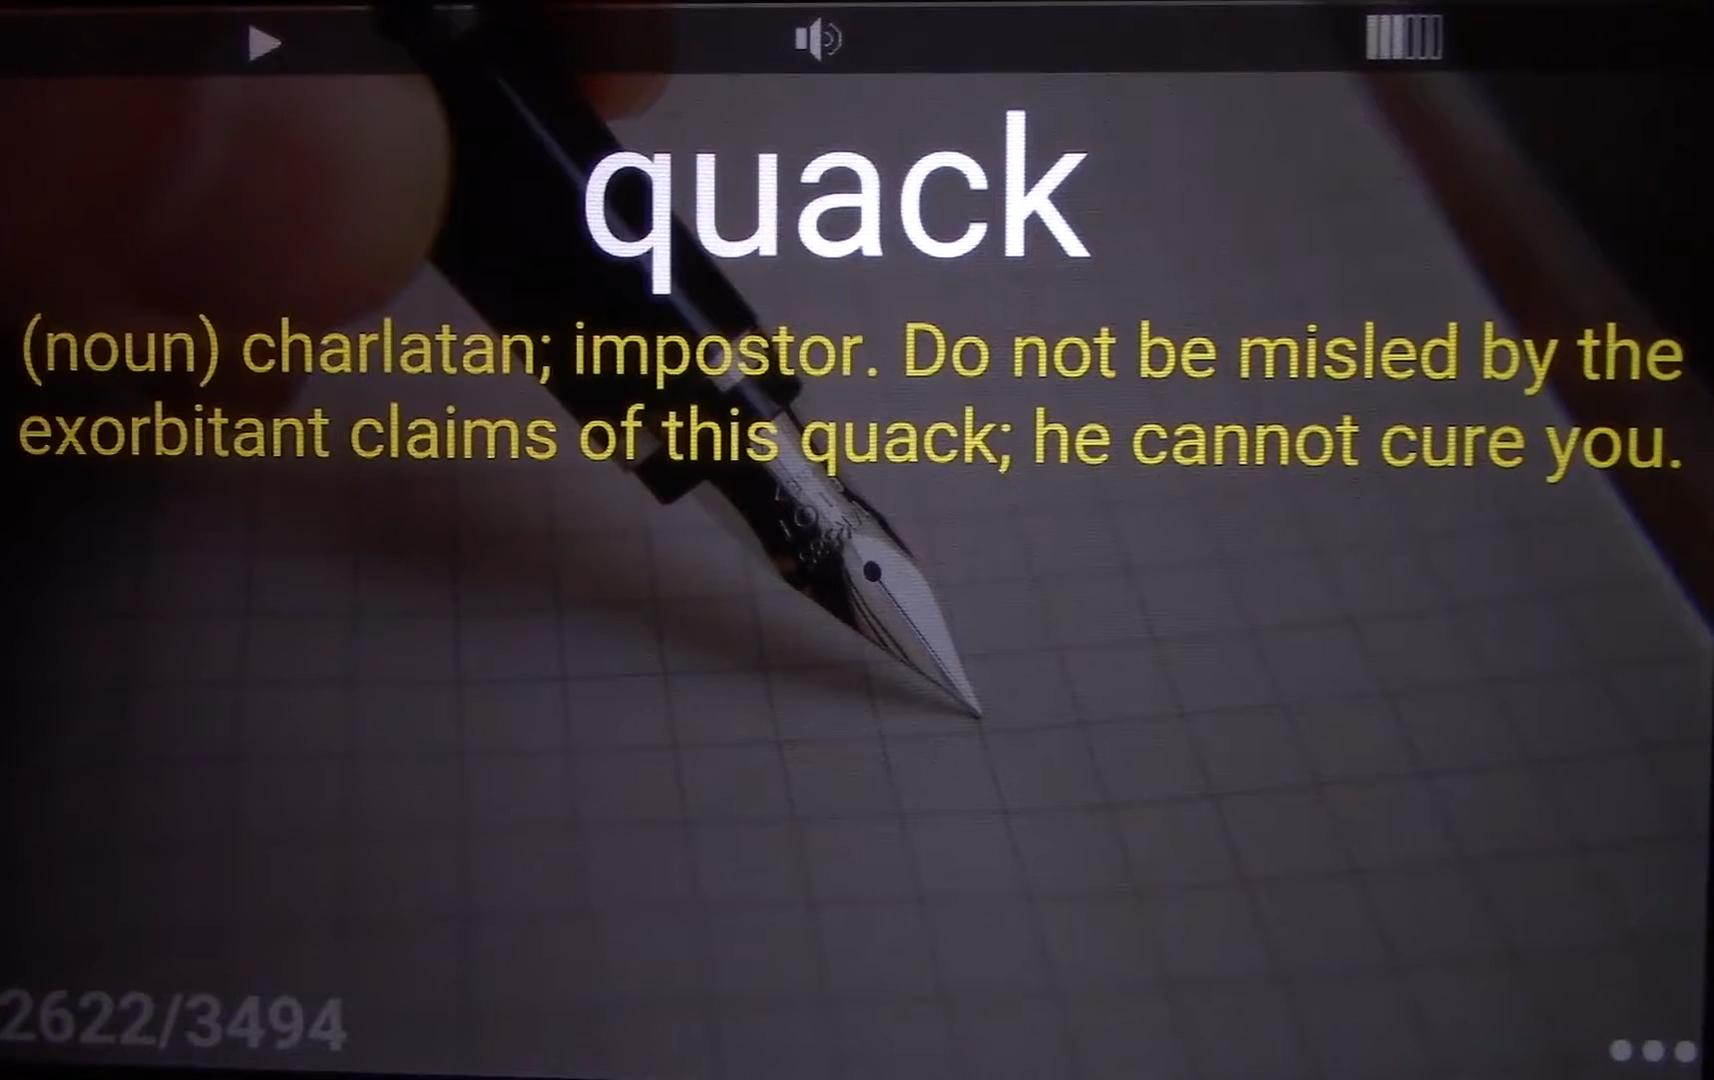 quack
(noun) charlatan; impostor. Do not be misled by the
exorbitant claims of this quack; he cannot cure you.
2622/3494